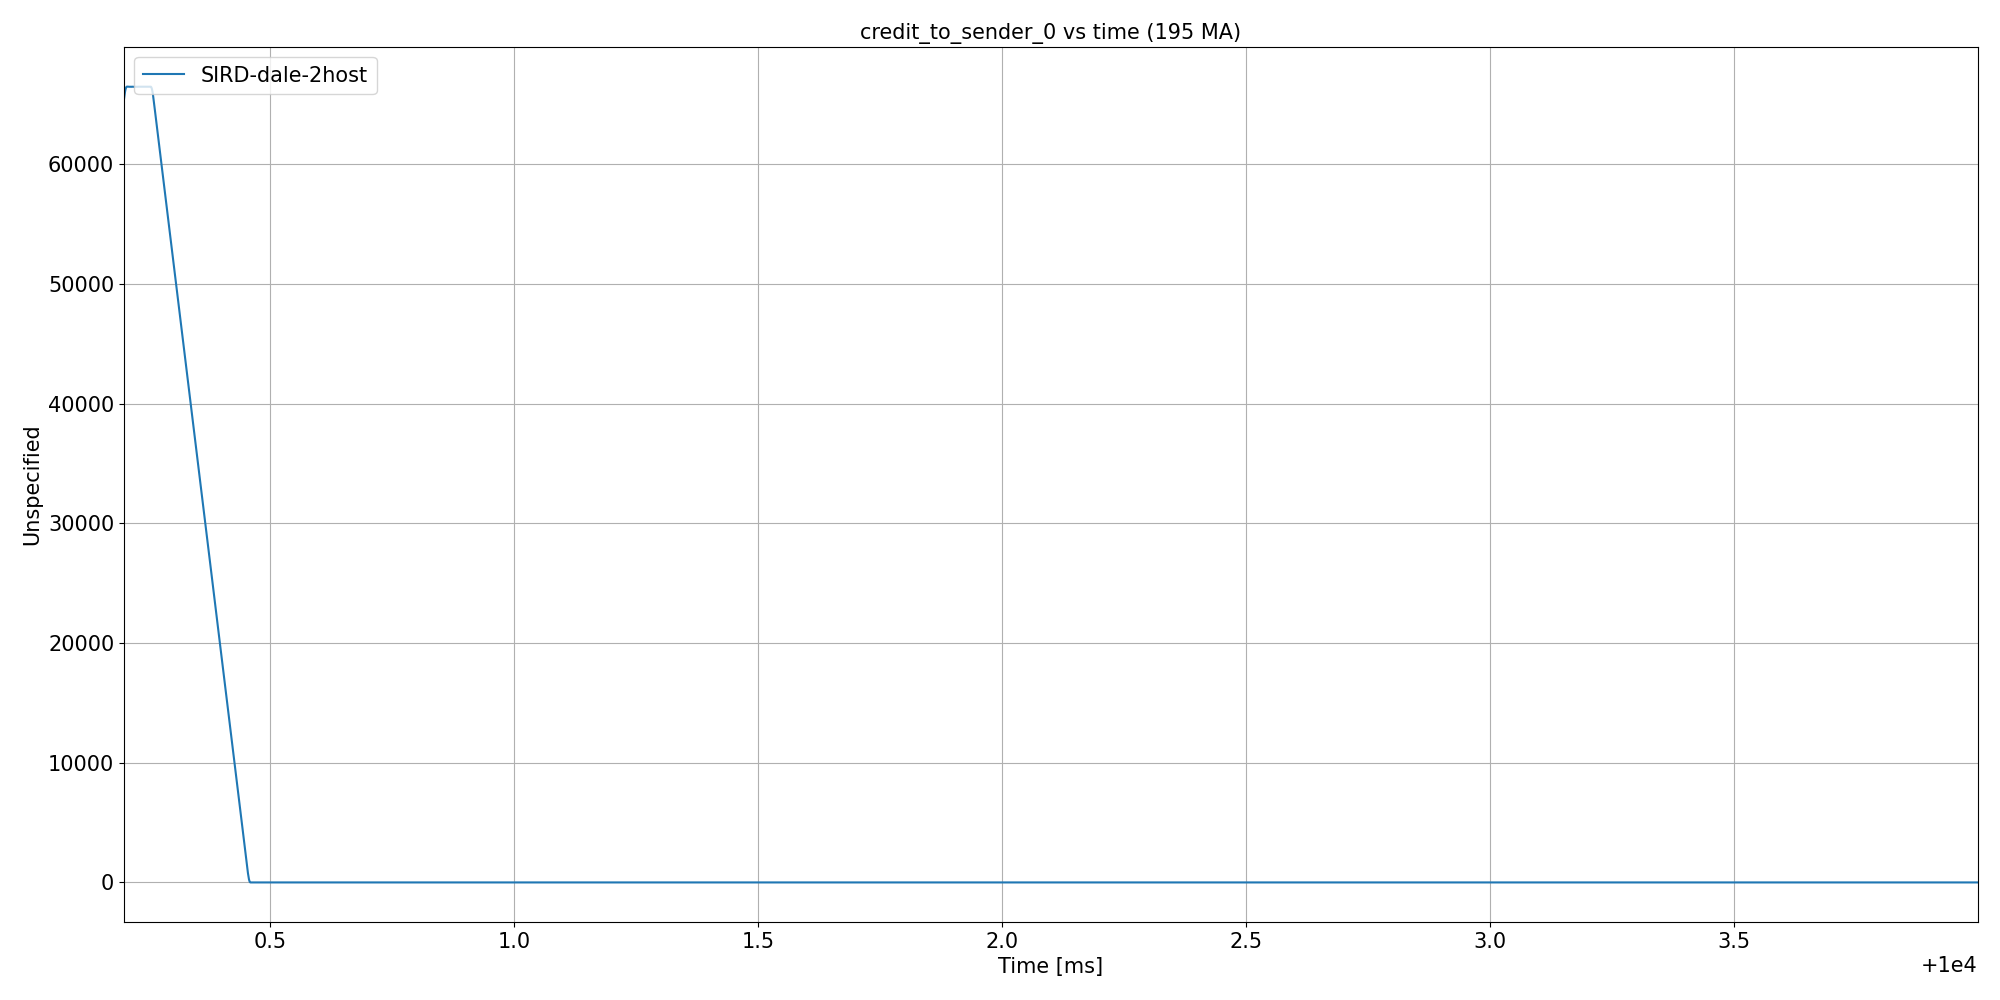 credit_to_sender_0 vs time (195 MA)
SIRD-dale-2host
60000
50000
40000
30000
20000
10000
0
Unspecified
0.5 1.0 1.5 2.0 2.5 3.0 3.5
Time [ms]
+1e4